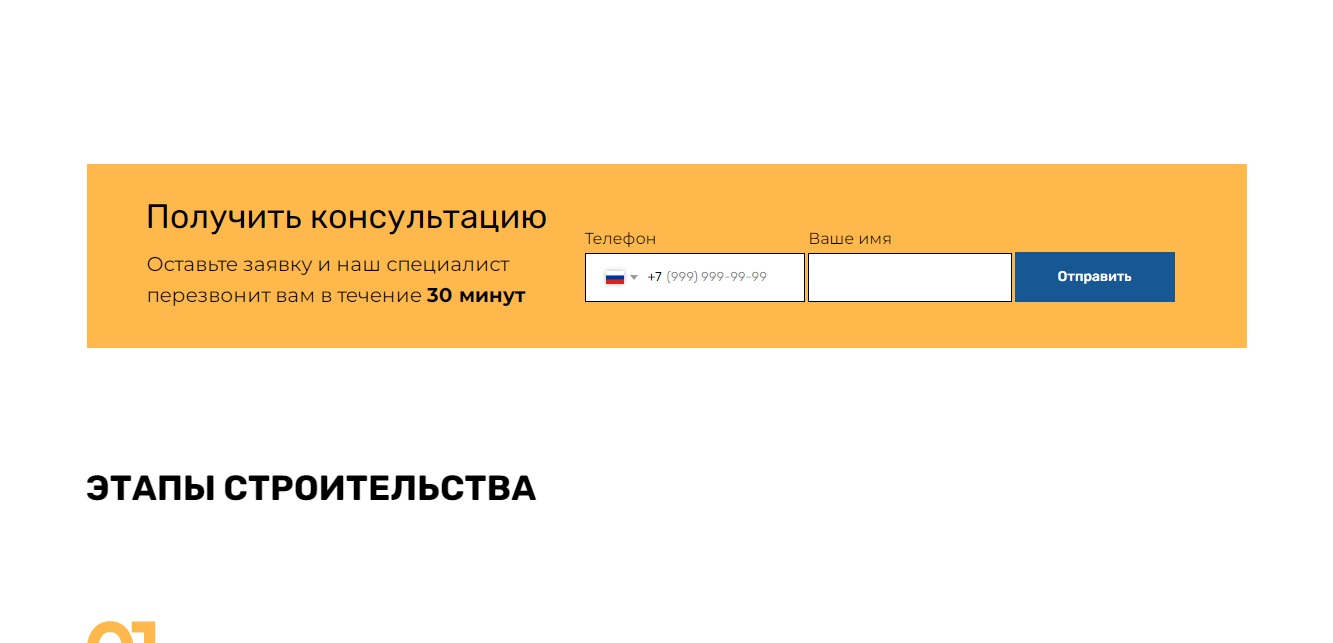 Получить консультацию
Оставьте заявку и наш специалист
перезвонит вам в течение 30 минут
Телефон
Ваше имя
+7 (999) 999-99-99
Отправить
ЭТАПЫ СТРОИТЕЛЬСТВА
01